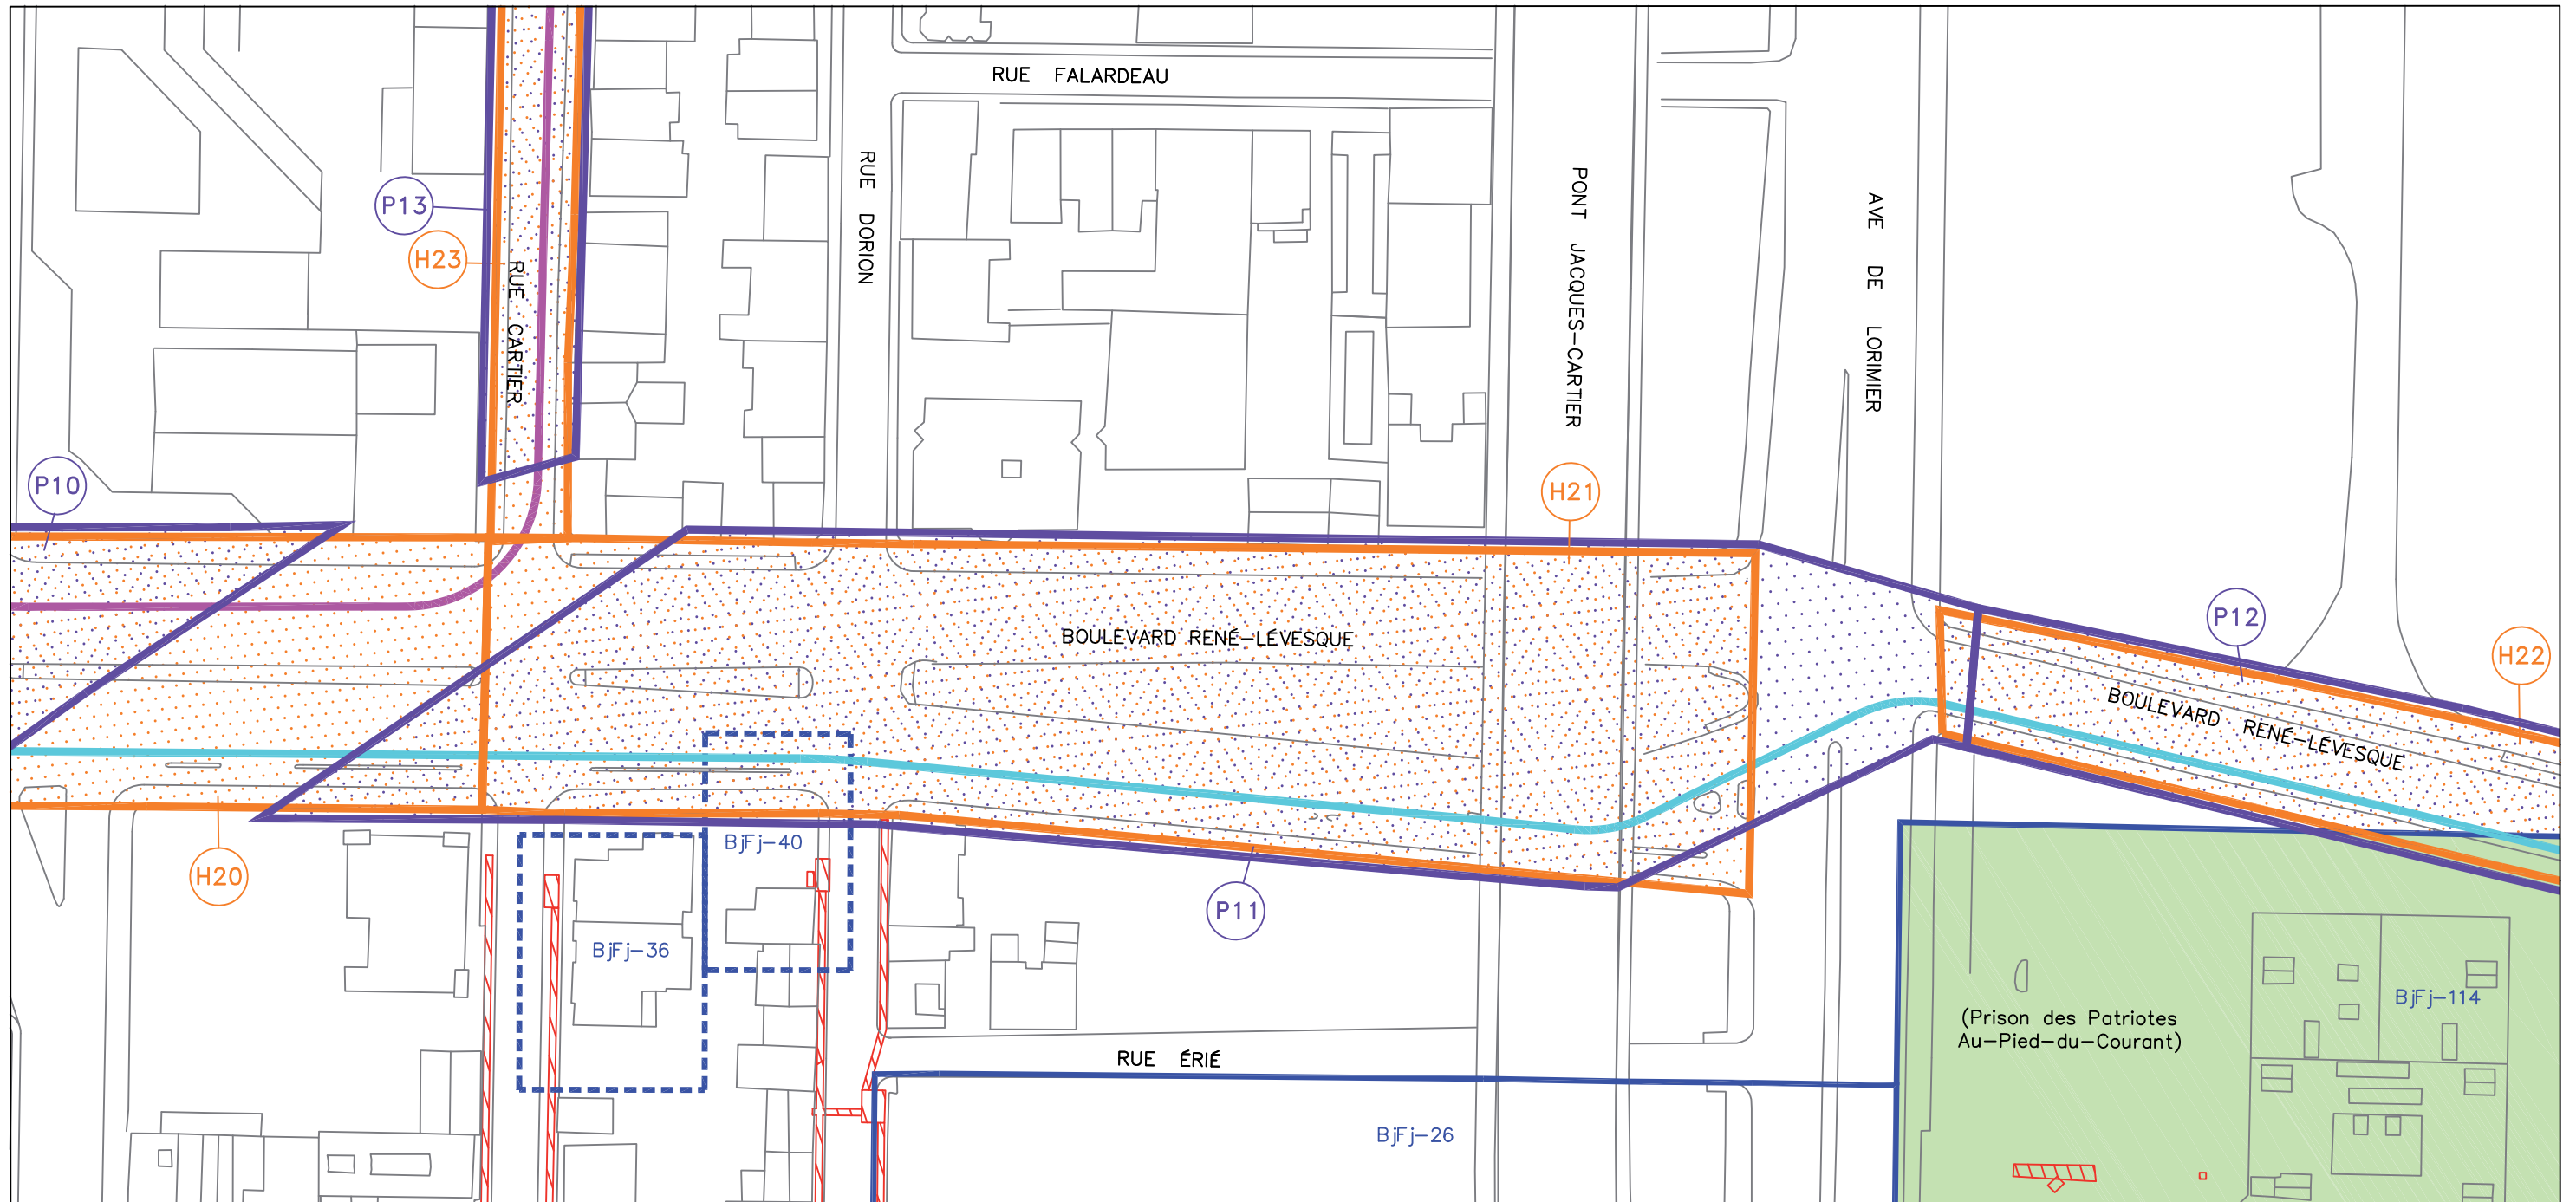 RUE FALARDEAU
RUE DORION
PONT JACQUES-CARTIER
AVE DE LORIMIER
P13
H23
RUE CARTIER
P10
H21
P12
H22
BOULEVARD RENÉ-LÉVESQUE
BOULEVARD RENÉ-LÉVESQUE
H20
BjFj-40
P11
BjFj-36
BjFj-114
(Prison des Patriotes
Au-Pied-du-Courant)
RUE ÉRIÉ
BjFj-26